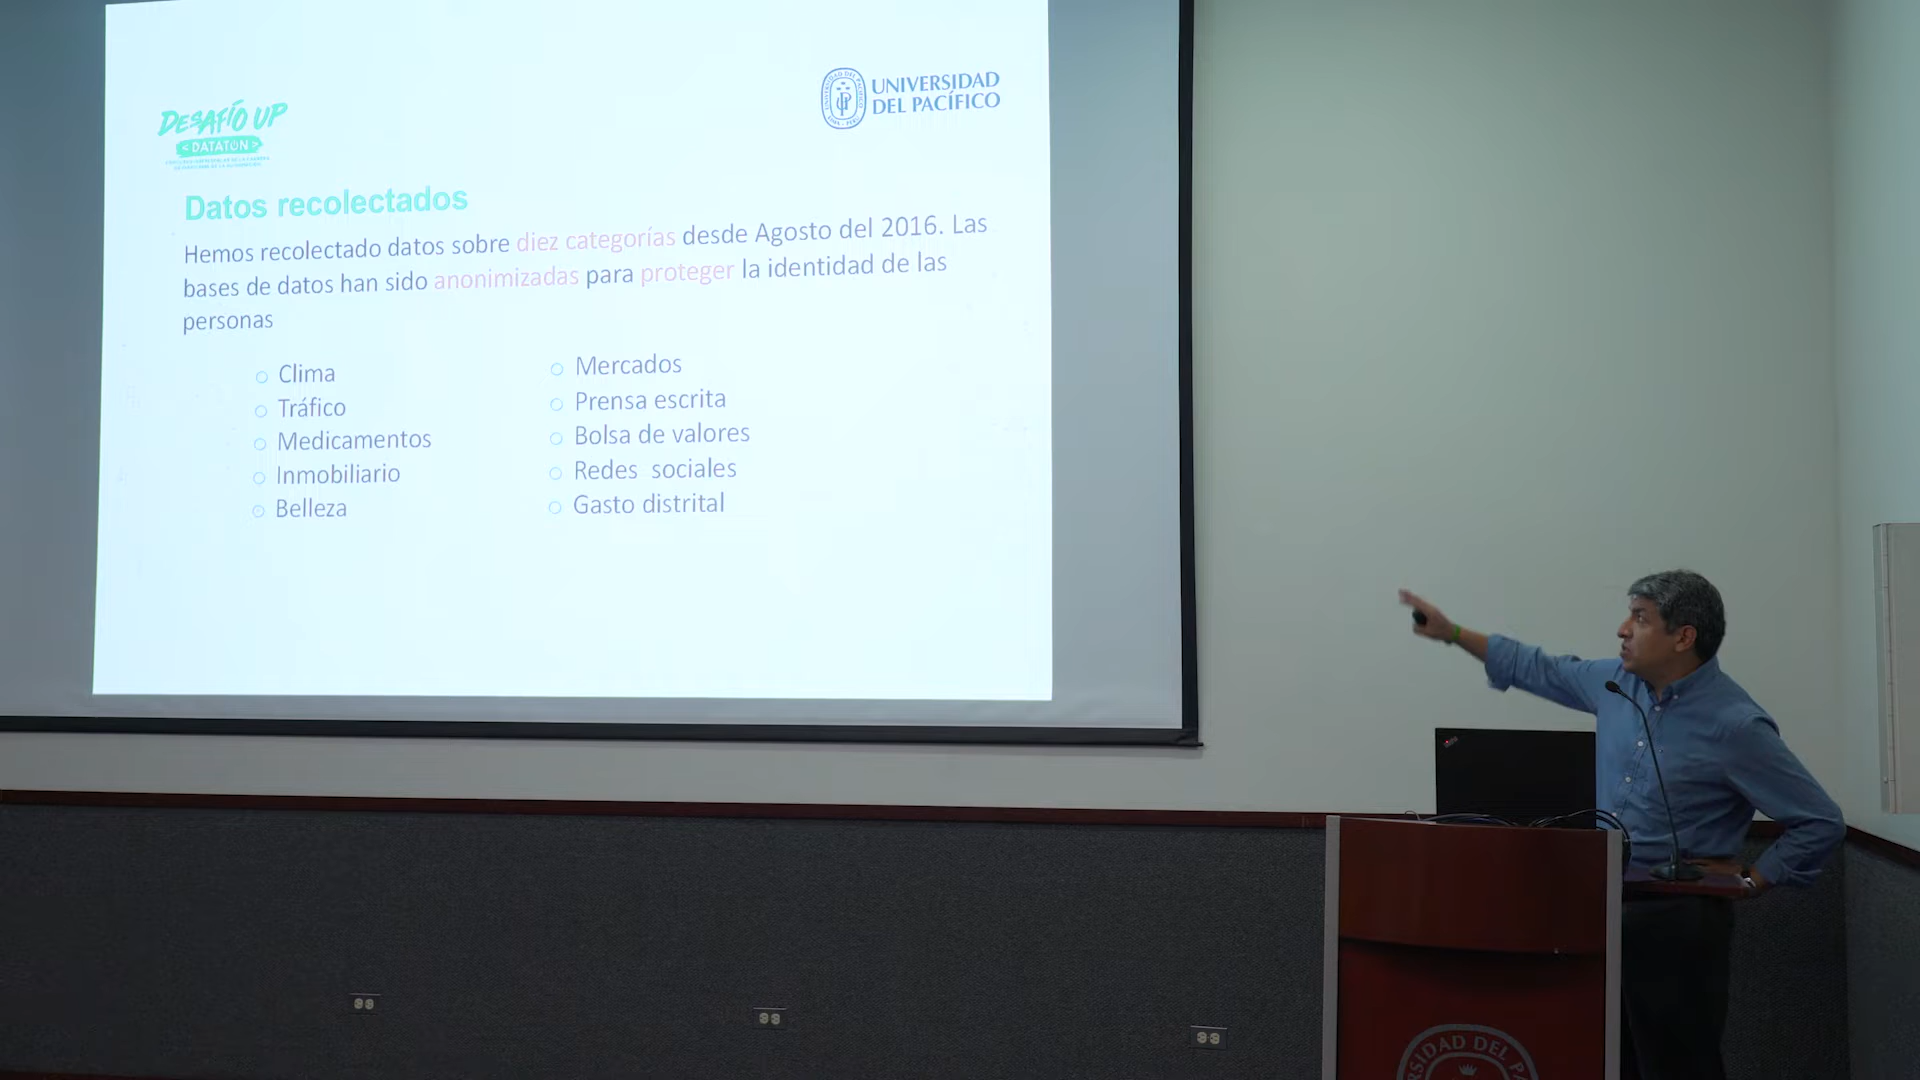 DESAFÍO UP
< DATATÓN >
UNIVERSIDAD
DEL PACÍFICO
Datos recolectados
Hemos recolectado datos sobre diez categorías desde Agosto del 2016. Las
bases de datos han sido anonimizadas para proteger la identidad de las
personas
Clima
Tráfico
Medicamentos
Inmobiliario
Belleza
Mercados
Prensa escrita
Bolsa de valores
Redes sociales
Gasto distrital
RSIDAD DEL P